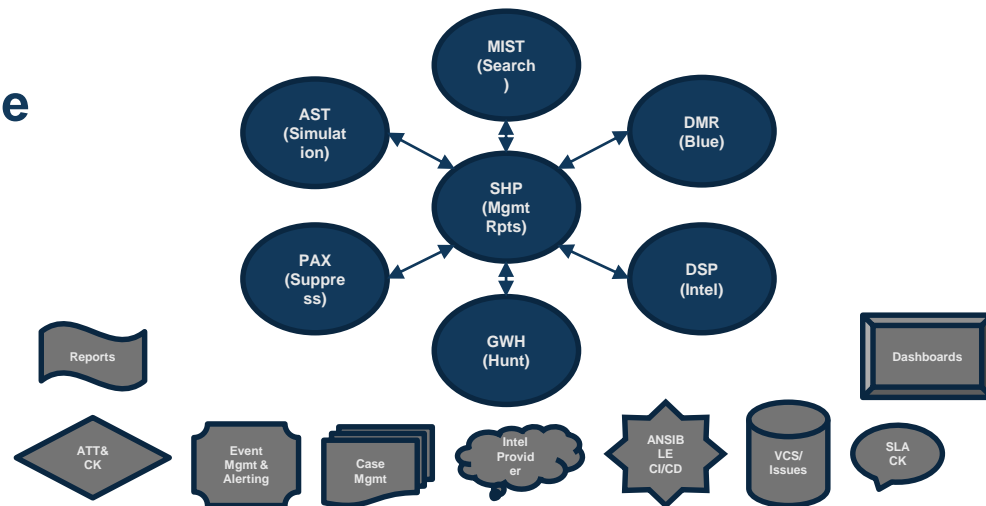 e
MIST
(Search
)
AST
(Simulat
ion)
DMR
(Blue)
SHP
(Mgmt
Rpts)
PAX
(Suppre
ss)
DSP
(Intel)
GWH
(Hunt)
Reports
Dashboards
ATT&
CK
Event
Mgmt &
Alerting
Case
Mgmt
Intel
Provid
er
ANSIB
LE
CI/CD
VCS/
Issues
SLA
CK